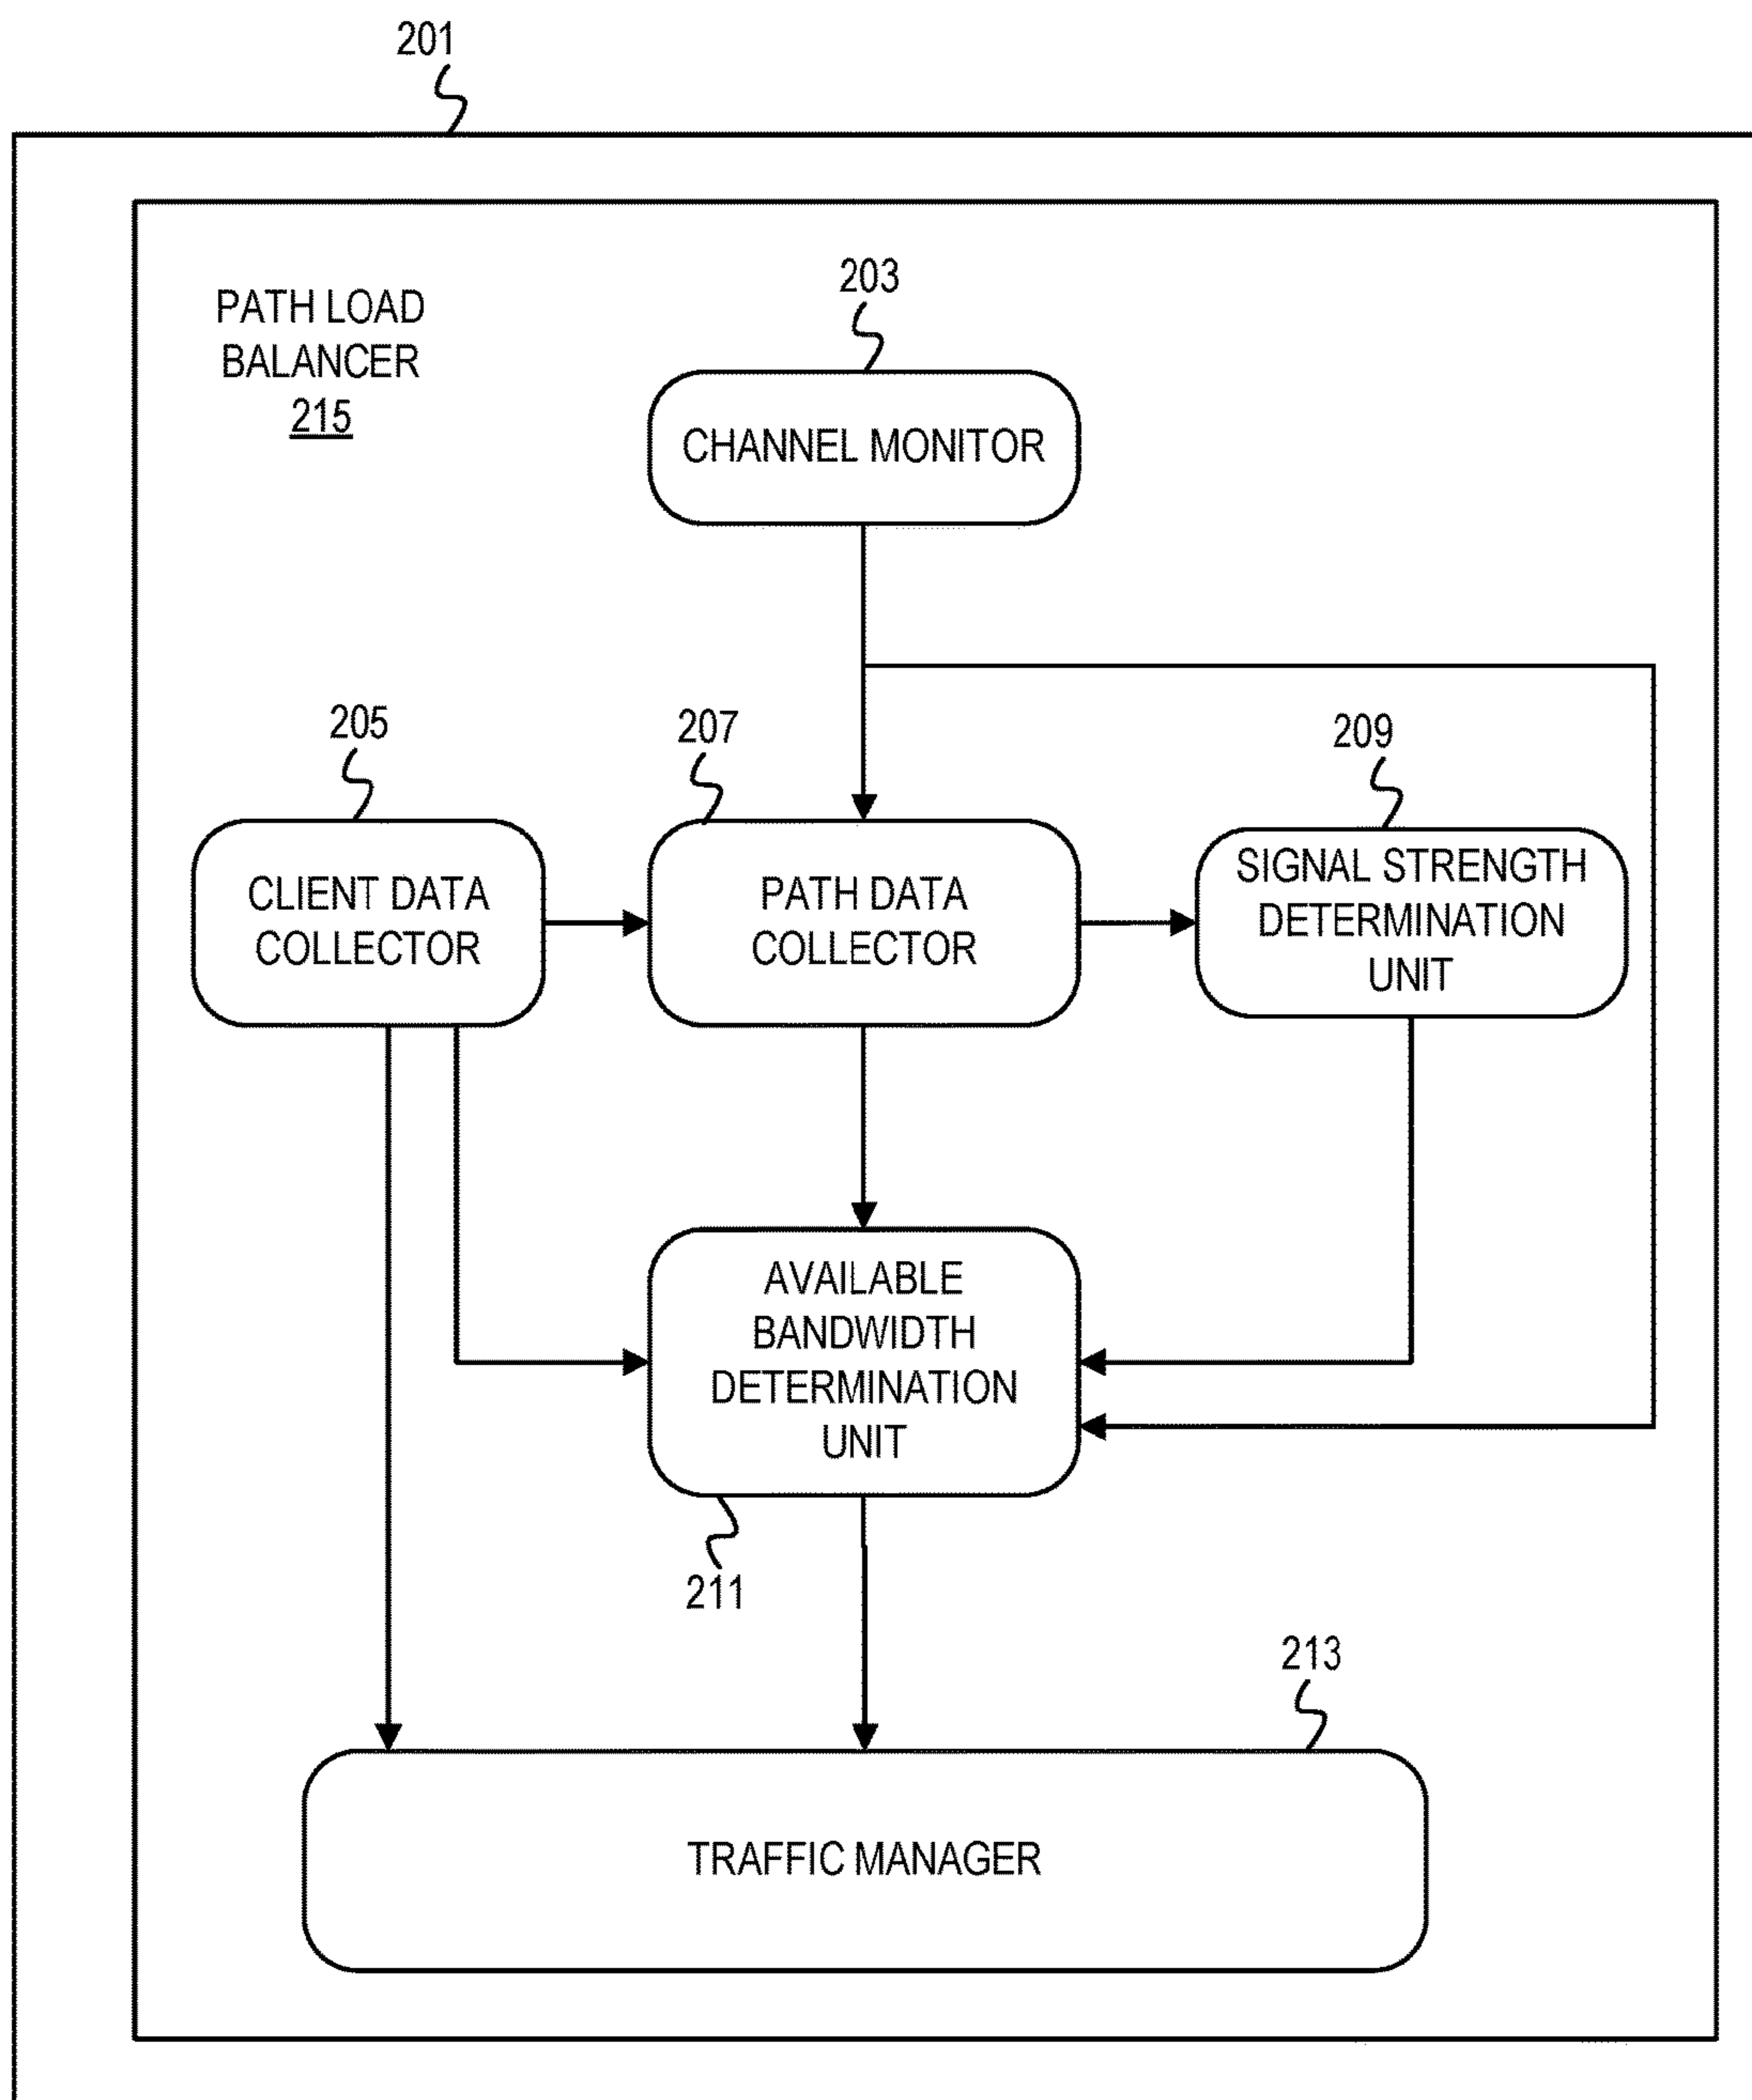 201
PATH LOAD
BALANCER
215
203
CHANNEL MONITOR
205
207
209
CLIENT DATA
COLLECTOR
PATH DATA
COLLECTOR
SIGNAL STRENGTH
DETERMINATION
UNIT
AVAILABLE
BANDWIDTH
DETERMINATION
UNIT
211
213
TRAFFIC MANAGER